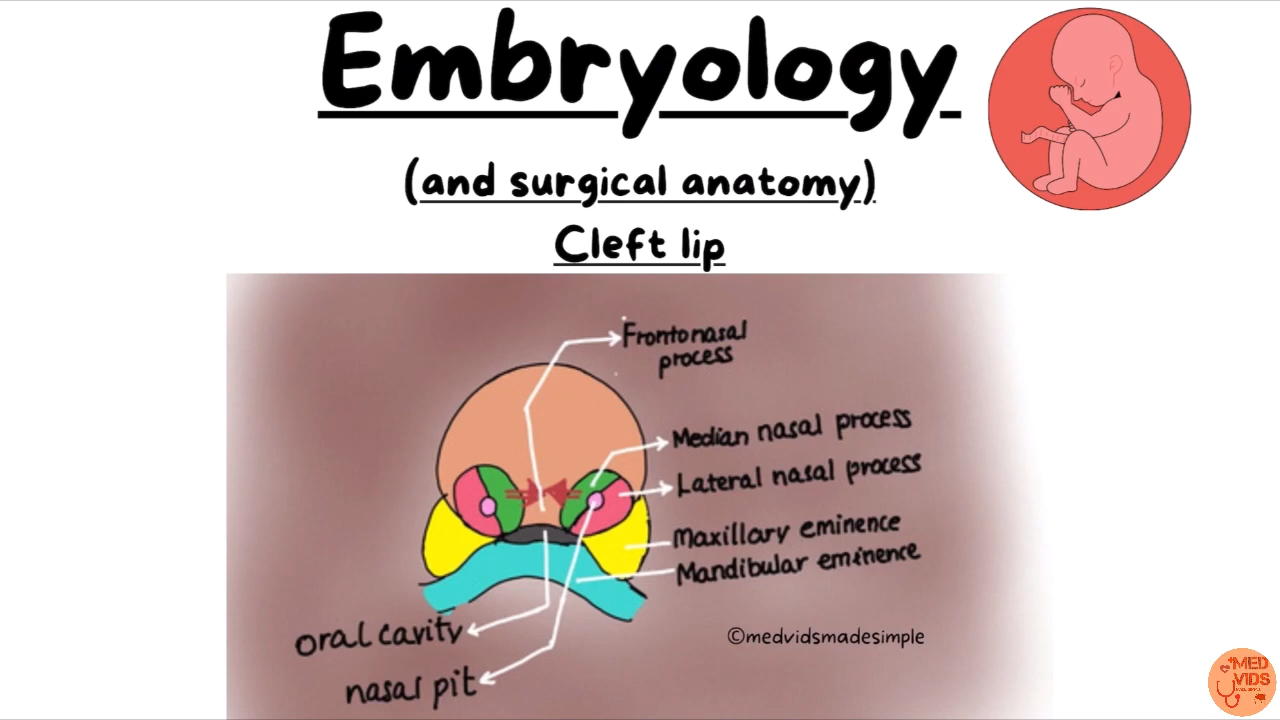 Embryology
(and surgical anatomy)
Cleft lip
Frontonasal
process
Median nasal process
Lateral nasal process
Maxillary eminence
Mandibular eminence
oral cavity
nasal pit
©medvidsmadesimple
MED
VIDS